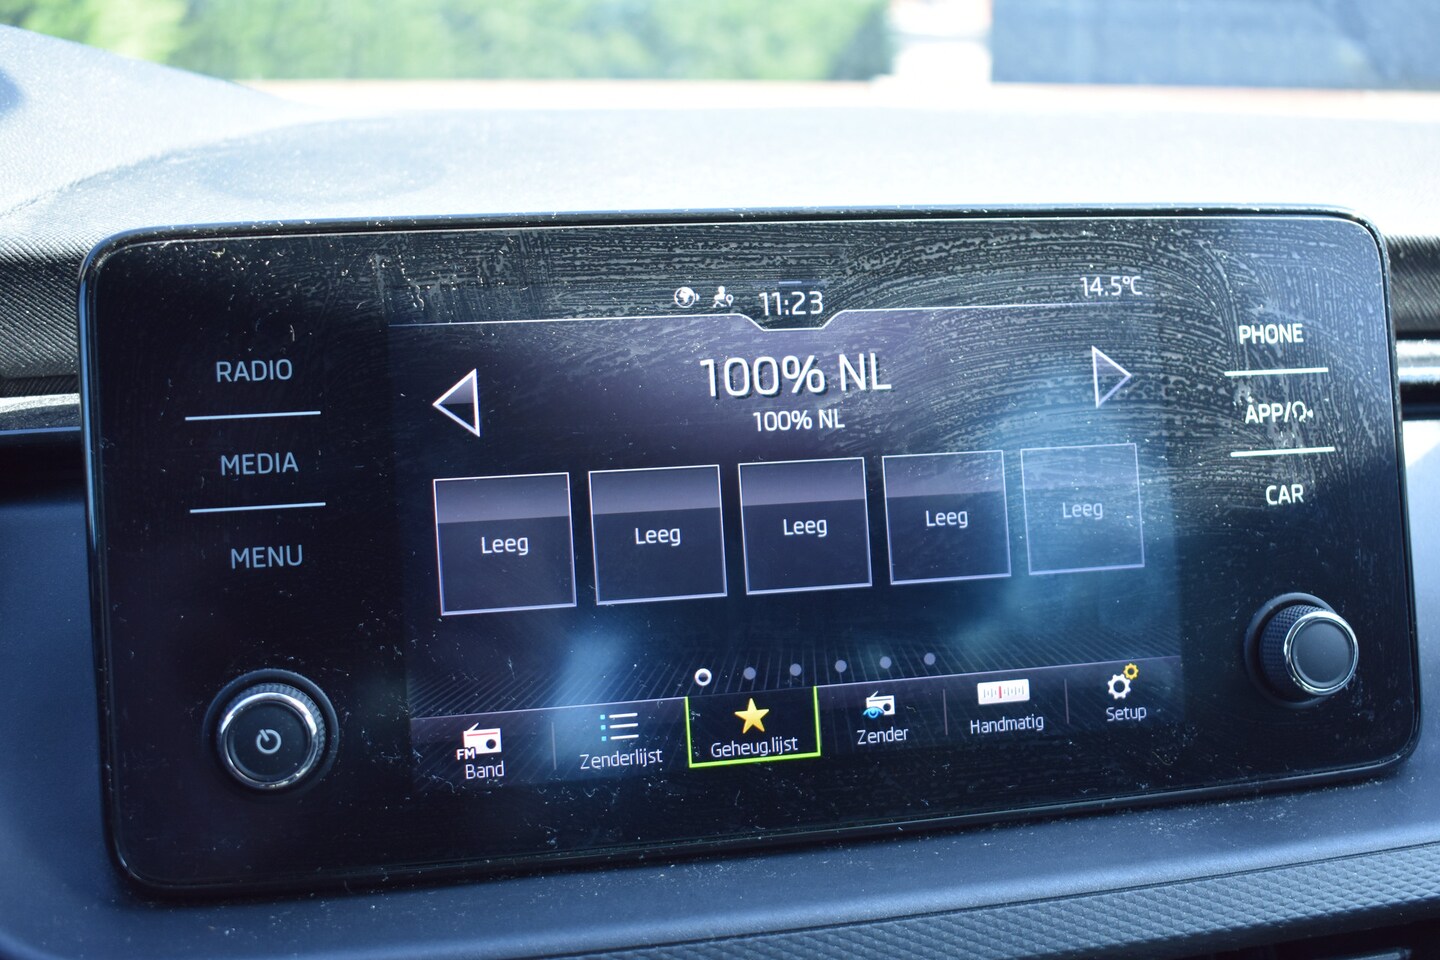 11:23
14.5°C
RADIO
MEDIA
MENU
100% NL
100% NL
PHONE
APP/
CAR
Leeg
Leeg
Leeg
Leeg
Leeg
FM
Band
Zenderlijst
Geheug.lijst
Zender
Handmatig
Setup